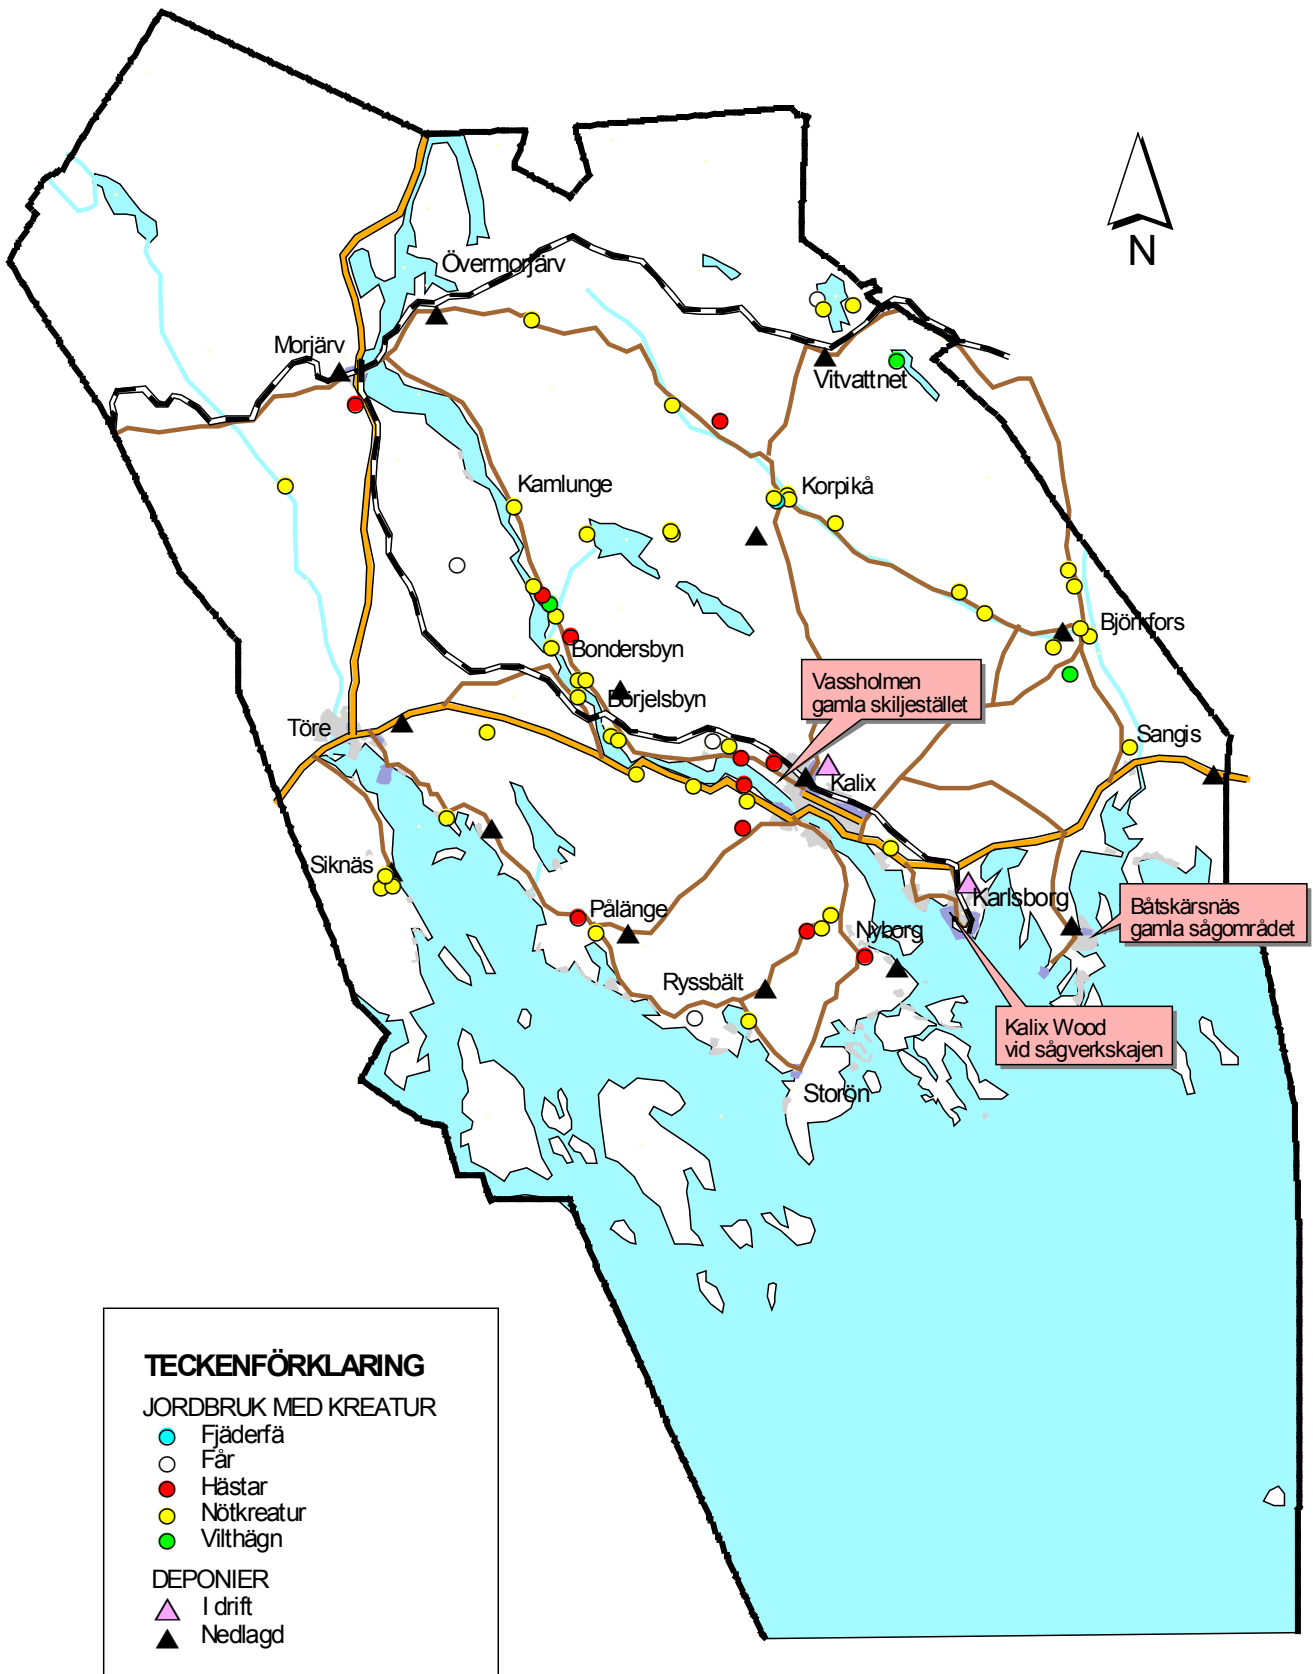 N
Övermorjärv
Morjärv
Vitvattnet
Kamlunge
Korpikå
Björkfors
Bondersbyn
Vassholmen
gamla skiljestället
Börjelsbyn
Töre
Sangis
Kalix
Siknäs
Karlsborg
Båtskärsnäs
gamla sågområdet
Pålänge
Nyborg
Ryssbält
Kalix Wood
vid sågverkskajen
Storön
TECKENFÖRKLARING
JORDBRUK MED KREATUR
Fjäderfä
Får
Hästar
Nötkreatur
Vilthägn
DEPONIER
I drift
Nedlagd